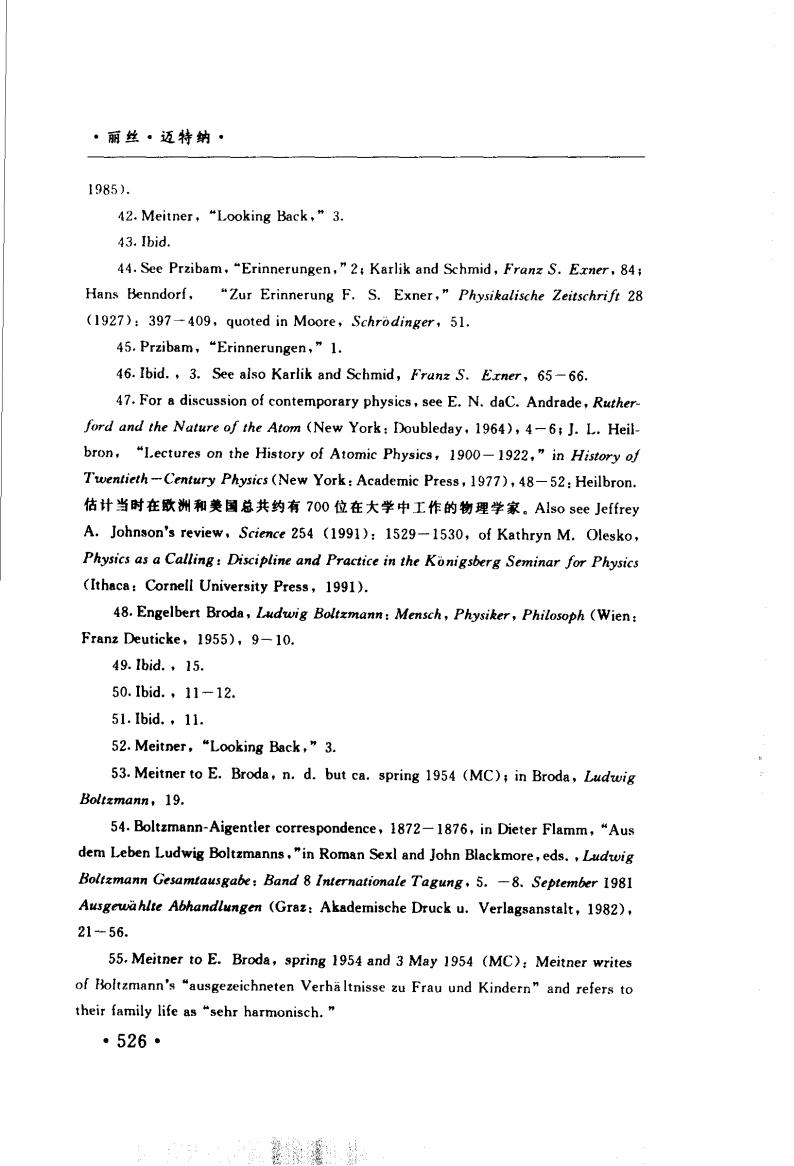 ·丽丝·迈特纳·
1985).
42. Meitner, “Looking Back,” 3.
43. Ibid.
44. See Przibam, “Erinnerungen,” 2; Karlik and Schmid, Franz S. Exner, 84;
Hans Benndorf, “Zur Erinnerung F. S. Exner,” Physikalische Zeitschrift 28
(1927): 397—409, quoted in Moore, Schrödinger, 51.
45. Przibam, “Erinnerungen,” 1.
46. Ibid., 3. See also Karlik and Schmid, Franz S. Exner, 65—66.
47. For a discussion of contemporary physics, see E. N. daC. Andrade, Ruther-
ford and the Nature of the Atom (New York: Doubleday, 1964), 4—6; J. L. Heil-
bron, “Lectures on the History of Atomic Physics, 1900—1922,” in History of
Twentieth—Century Physics (New York: Academic Press, 1977), 48—52; Heilbron.
估计当时在欧洲和美国总共约有 700 位在大学中工作的物理学家。Also see Jeffrey
A. Johnson's review, Science 254 (1991): 1529—1530, of Kathryn M. Olesko,
Physics as a Calling: Discipline and Practice in the Königsberg Seminar for Physics
(Ithaca: Cornell University Press, 1991).
48. Engelbert Broda, Ludwig Boltzmann: Mensch, Physiker, Philosoph (Wien:
Franz Deuticke, 1955), 9—10.
49. Ibid., 15.
50. Ibid., 11—12.
51. Ibid., 11.
52. Meitner, “Looking Back,” 3.
53. Meitner to E. Broda, n. d. but ca. spring 1954 (MC); in Broda, Ludwig
Boltzmann, 19.
54. Boltzmann-Aigentler correspondence, 1872—1876, in Dieter Flamm, “Aus
dem Leben Ludwig Boltzmanns,” in Roman Sexl and John Blackmore, eds., Ludwig
Boltzmann Gesamtausgabe: Band 8 Internationale Tagung, 5. —8. September 1981
Ausgewählte Abhandlungen (Graz: Akademische Druck u. Verlagsanstalt, 1982),
21—56.
55. Meitner to E. Broda, spring 1954 and 3 May 1954 (MC): Meitner writes
of Boltzmann's “ausgezeichneten Verhältnisse zu Frau und Kindern” and refers to
their family life as “sehr harmonisch.”
·526·